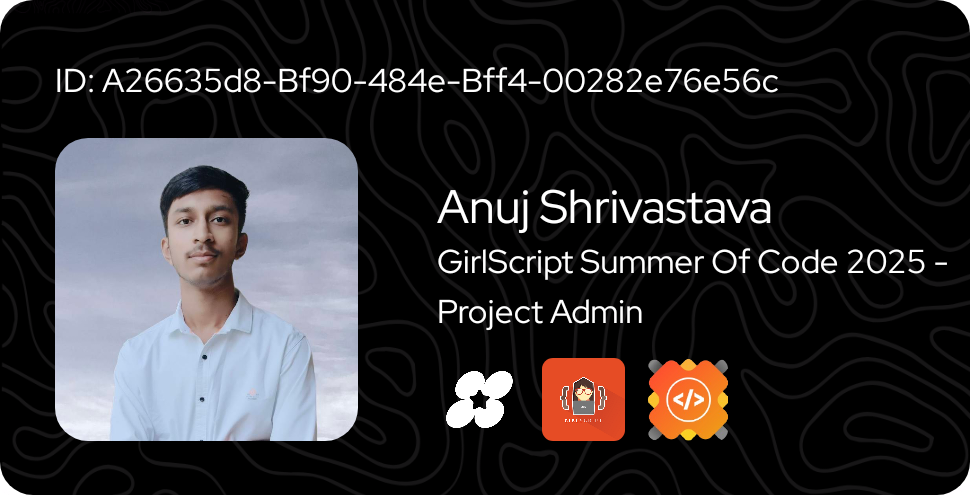 ID: A26635d8-Bf90-484e-Bff4-00282e76e56c
Anuj Shrivastava
GirlScript Summer Of Code 2025 -
Project Admin
</>